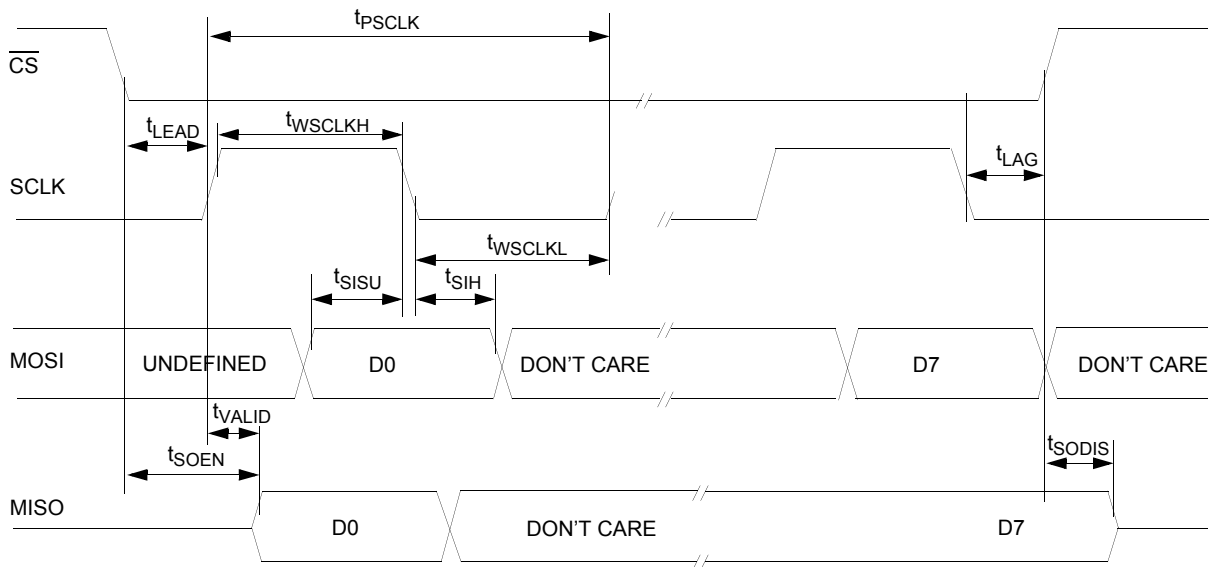 tPSCLK
CS
tLEAD
tWSCLKH
tLAG
SCLK
tWSCLKL
tSISU
tSIH
MOSI
UNDEFINED
D0
DON'T CARE
D7
DON'T CARE
tVALID
tSOEN
tSODIS
MISO
D0
DON'T CARE
D7